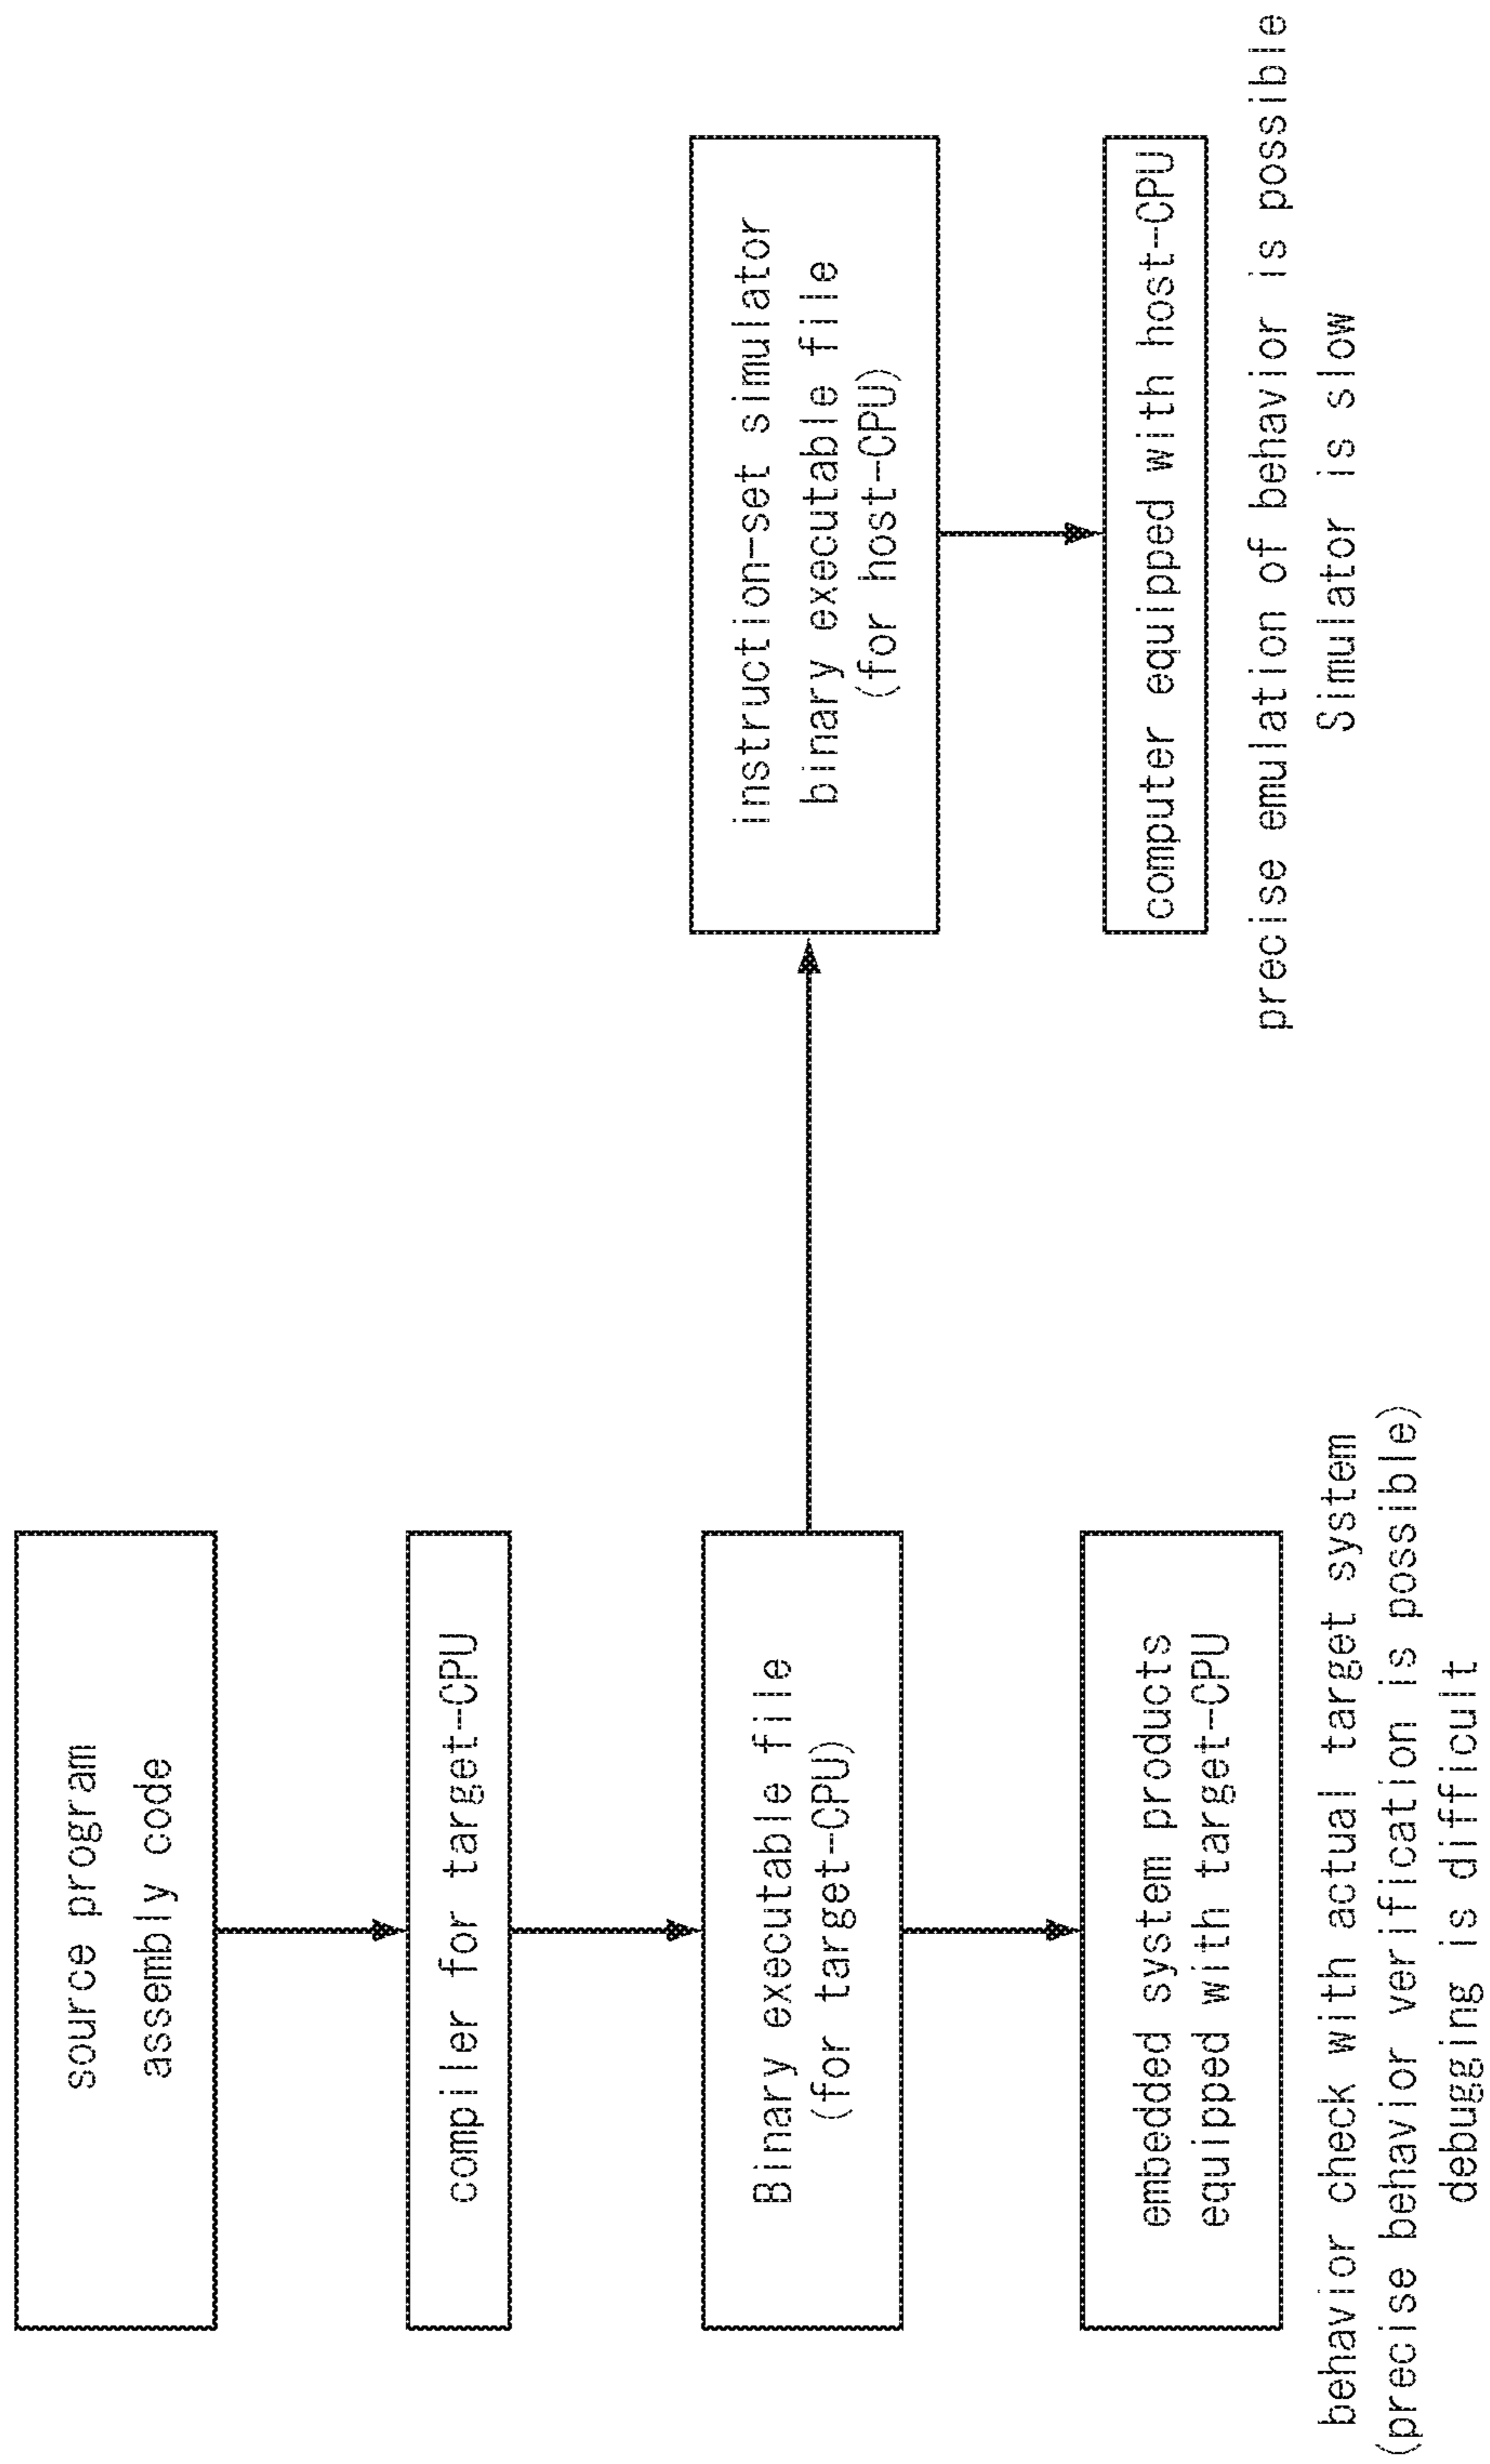 source program
assembly code
compiler for target-CPU
Binary executable file
(for target-CPU)
embedded system products
equipped with target-CPU
behavior check with actual target system
(precise behavior verification is possible)
debugging is difficult
instruction-set simulator
binary executable file
(for host-CPU)
computer equipped with host-CPU
precise emulation of behavior is possible
Simulator is slow